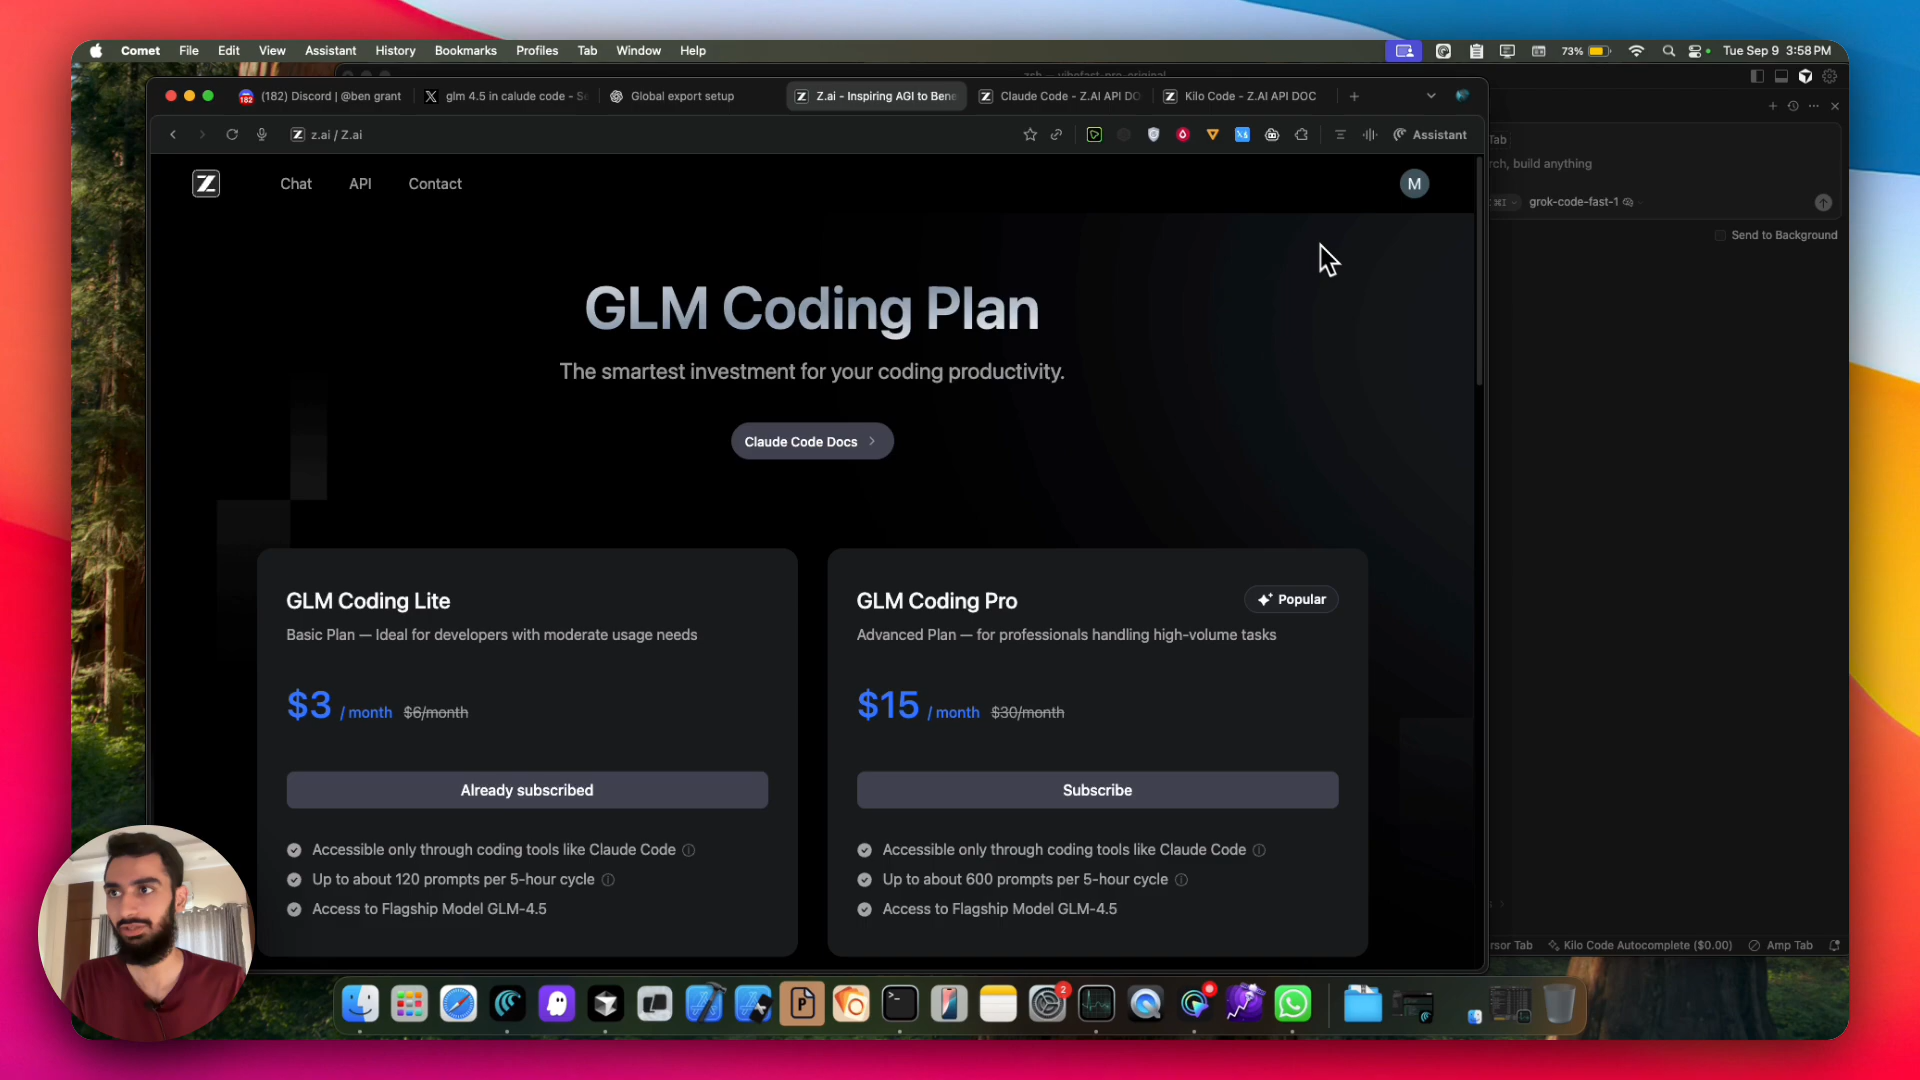 Comet File Edit View Assistant History Bookmarks Profiles Tab Window Help
73% Tue Sep 9 3:58 PM
182 (182) Discord | @ben grant
glm 4.5 in calude code - Se
Global export setup
Z.ai - Inspiring AGI to Bene
Claude Code - Z.AI API DO
Kilo Code - Z.AI API DOC
z.ai / Z.ai
Assistant
Tab
rch, build anything
grok-code-fast-1
Send to Background
Chat API Contact
M
GLM Coding Plan
The smartest investment for your coding productivity.
Claude Code Docs
GLM Coding Lite
Basic Plan — Ideal for developers with moderate usage needs
$3 / month $6/month
Already subscribed
Accessible only through coding tools like Claude Code
Up to about 120 prompts per 5-hour cycle
Access to Flagship Model GLM-4.5
GLM Coding Pro
Popular
Advanced Plan — for professionals handling high-volume tasks
$15 / month $30/month
Subscribe
Accessible only through coding tools like Claude Code
Up to about 600 prompts per 5-hour cycle
Access to Flagship Model GLM-4.5
rsor Tab Kilo Code Autocomplete ($0.00) Amp Tab
2